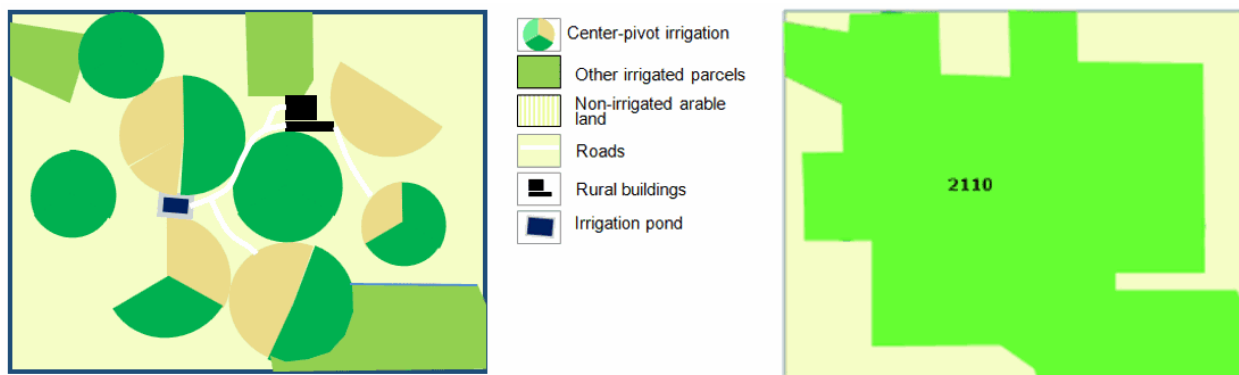 Center-pivot irrigation
Other irrigated parcels
Non-irrigated arable
land
Roads
Rural buildings
Irrigation pond
2110